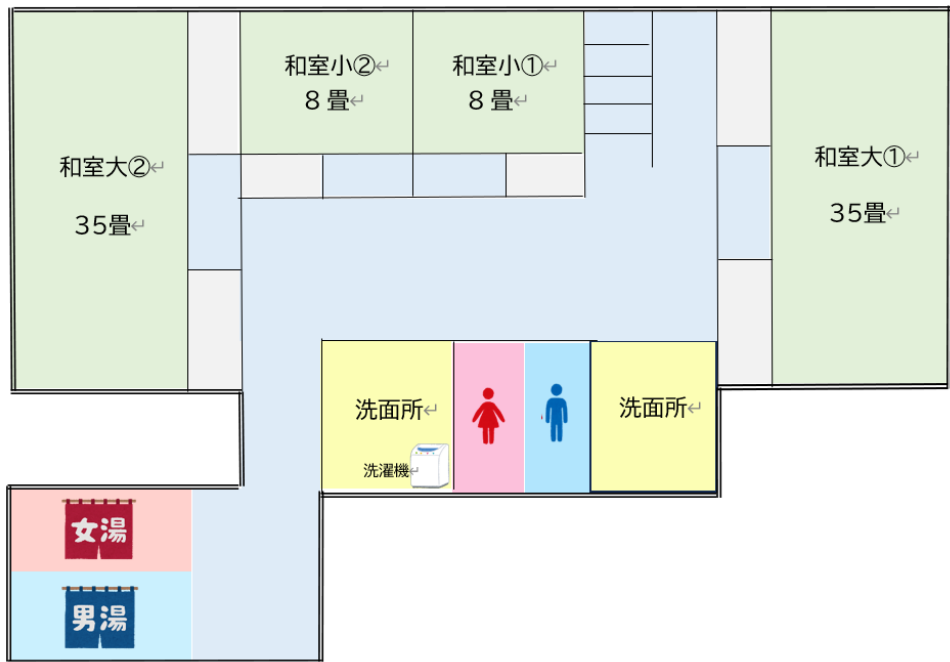 和室小②↵
８畳↵
和室小①↵
８畳↵
和室大②↵
35畳↵
和室大①↵
35畳↵
洗面所↵
洗濯機↵
洗面所↵
女湯
男湯